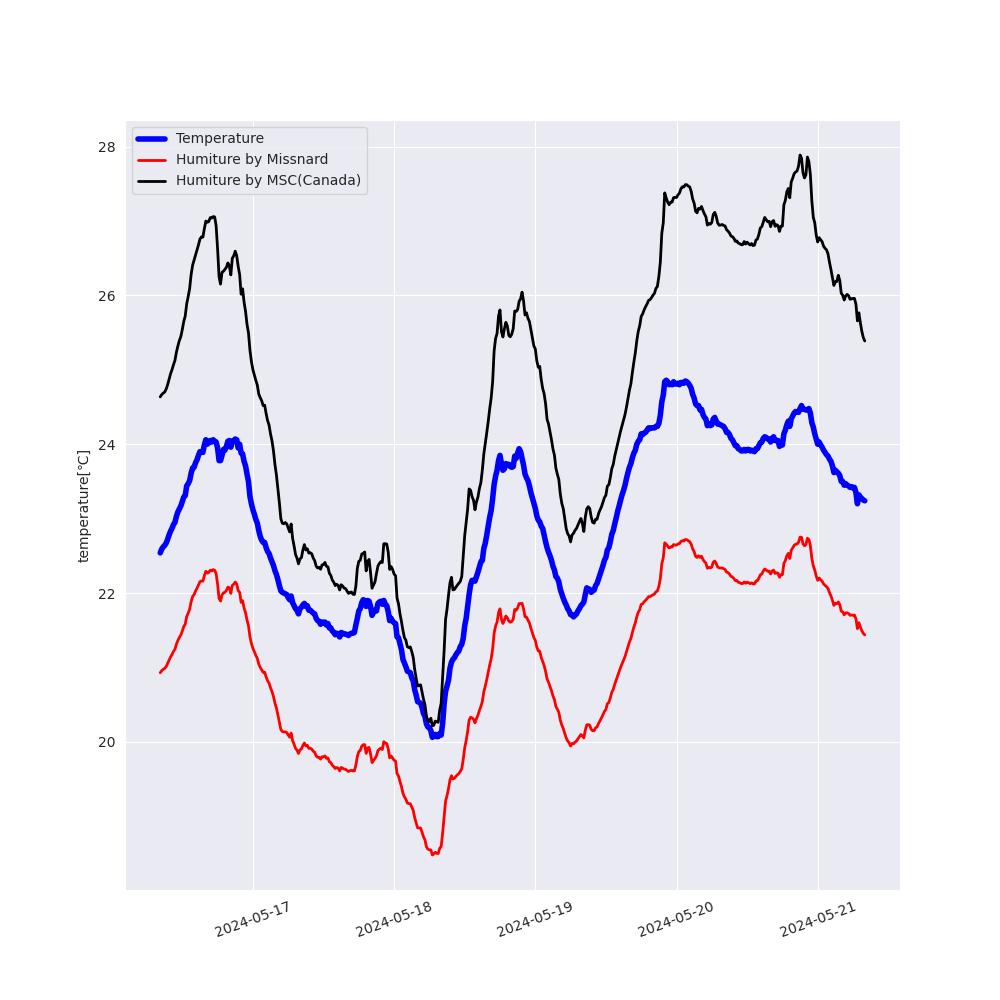 Temperature
Humiture by Missnard
Humiture by MSC(Canada)
28
26
24
22
20
temperature[℃]
2024-05-17
2024-05-18
2024-05-19
2024-05-20
2024-05-21